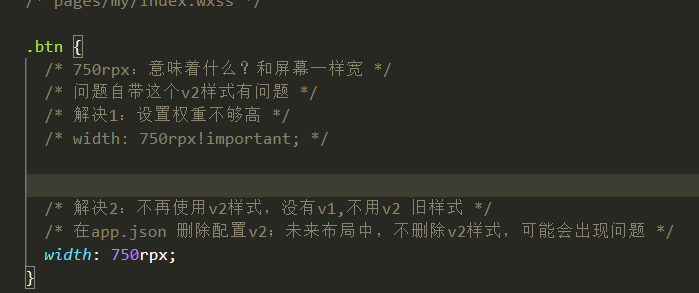 /* pages/my/index.wxss */
.btn {
/* 750rpx：意味着什么？和屏幕一样宽 */
/* 问题自带这个v2样式有问题 */
/* 解决1：设置权重不够高 */
/* width: 750rpx!important; */
/* 解决2：不再使用v2样式，没有v1,不用v2 旧样式 */
/* 在app.json 删除配置v2；未来布局中，不删除v2样式，可能会出现问题 */
width: 750rpx;
}